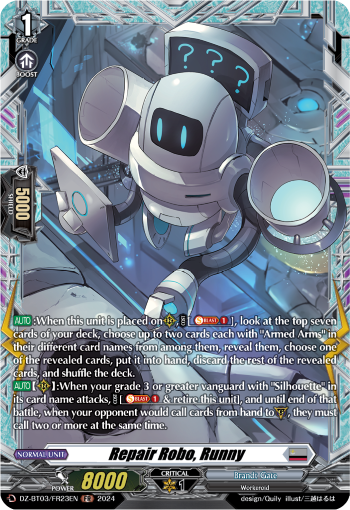 1
GRADE
BOOST
? ? ?
5000
SHIELD
AUTO:When this unit is placed on R, COST [SB BLAST 1], look at the top seven
cards of your deck, choose up to two cards each with "Armed Arms" in
their different card names from among them, reveal them, choose one
of the revealed cards, put it into hand, discard the rest of the revealed
cards, and shuffle the deck.
AUTO [R]:When your grade 3 or greater vanguard with "Silhouette" in
its card name attacks, COST [SB BLAST 1 & retire this unit], and until end of that
battle, when your opponent would call cards from hand to G, they must
call two or more at the same time.
NORMAL UNIT
Repair Robo, Runny
POWER 8000
CRITICAL
1
Brandt Gate
Workeroid
DZ-BT03/FR23EN FR 2024
design/Quily illust/三越はるは